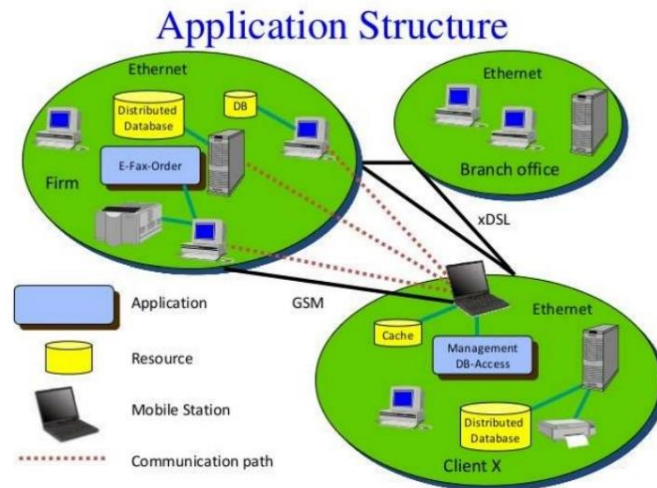 Application Structure
Ethernet
Distributed
Database
DB
E-Fax-Order
Firm
Ethernet
Branch office
xDSL
GSM
Ethernet
Cache
Management
DB-Access
Distributed
Database
Client X
Application
Resource
Mobile Station
Communication path